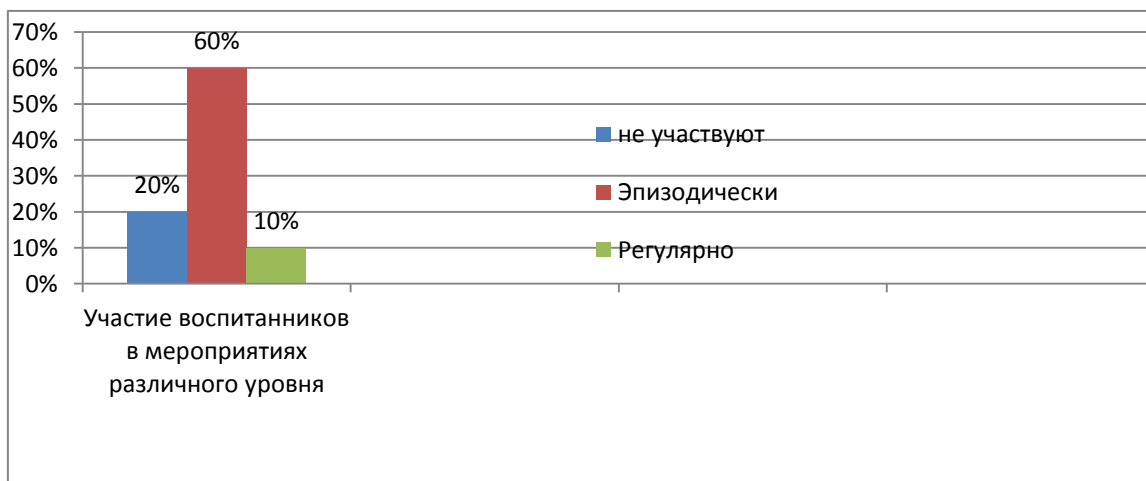 70%
60%
50%
40%
30%
20%
10%
0%
60%
20%
10%
не участвуют
Эпизодически
Регулярно
Участие воспитанников
в мероприятиях
различного уровня